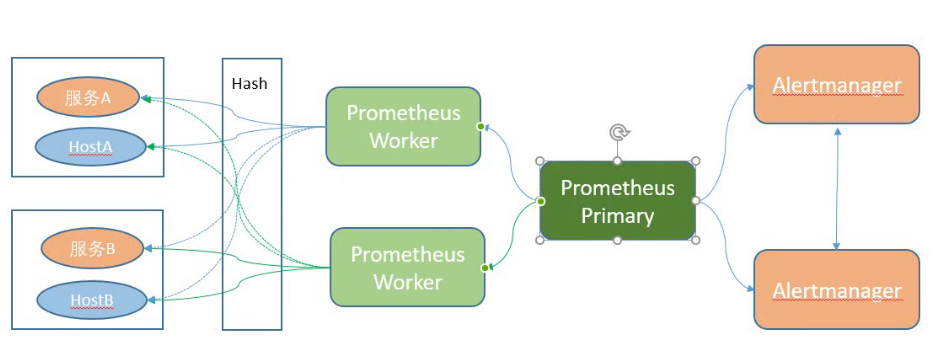 服务A
HostA
服务B
HostB
Hash
Prometheus
Worker
Prometheus
Worker
Prometheus
Primary
Alertmanager
Alertmanager